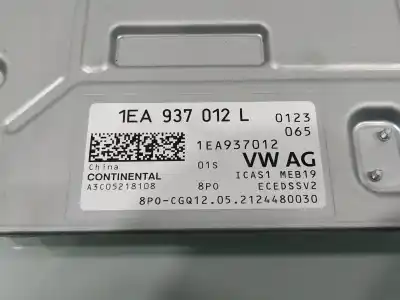 1EA 937 012 L 0123
065
1EA937012
China 01S VW AG
CONTINENTAL ICAS1 MEB19
A3C05218108 8P0 ECEDSSV2
8P0-CGQ12.05.2124480030